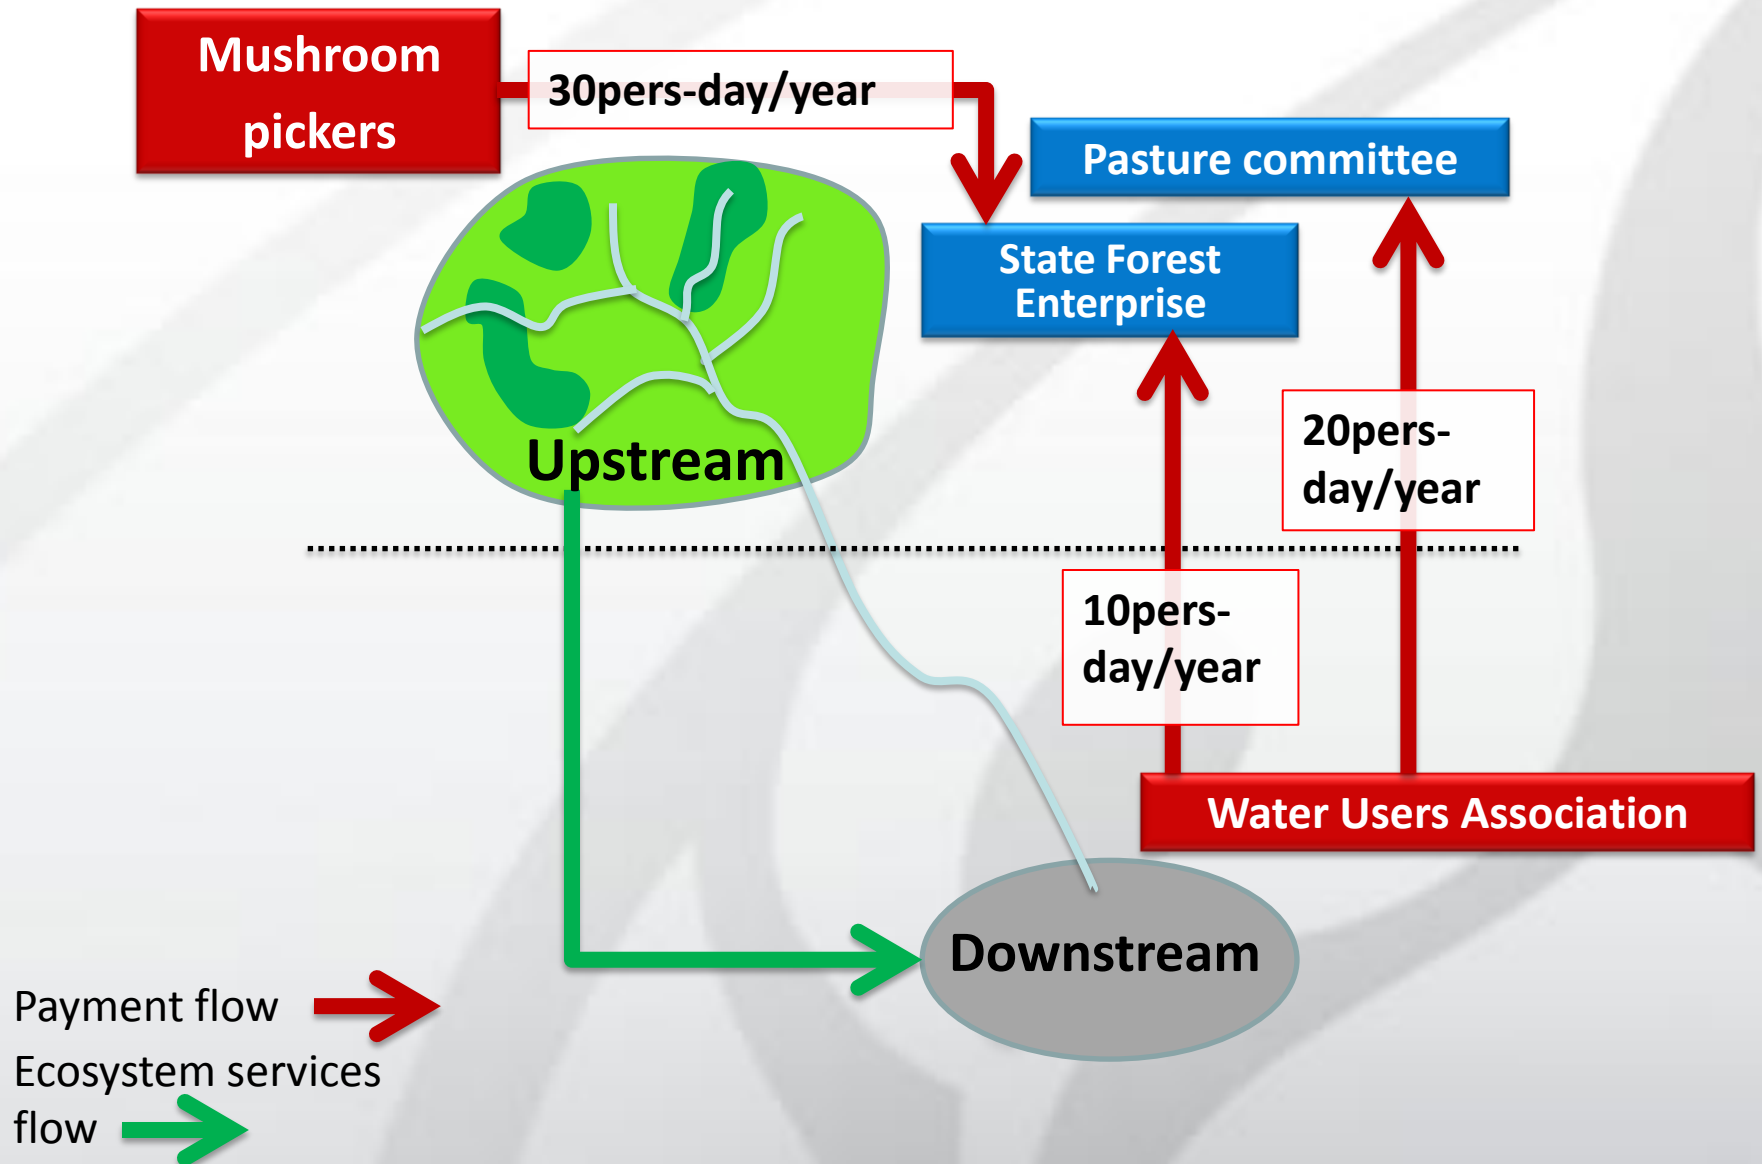 Mushroom
pickers
30pers-day/year
Pasture committee
State Forest
Enterprise
20pers-
day/year
Upstream
10pers-
day/year
Water Users Association
Downstream
Payment flow
Ecosystem services
flow